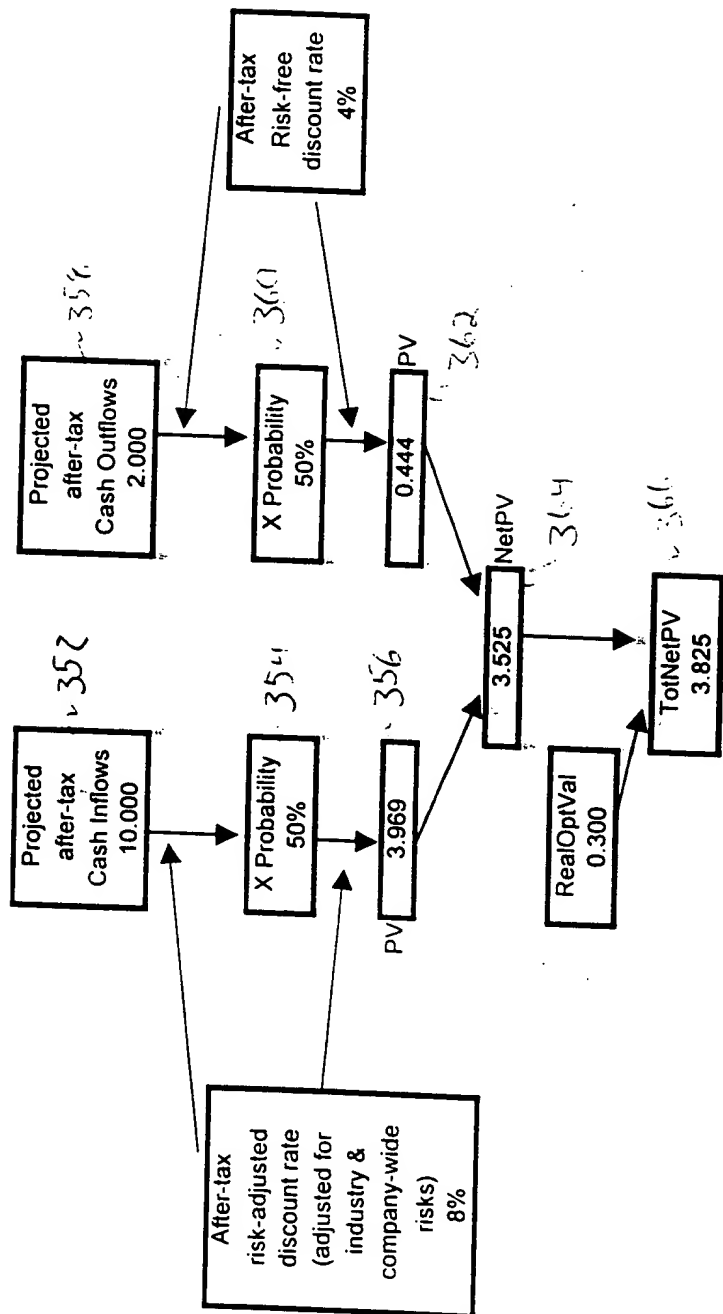 Projected
after-tax
Cash Inflows
10.000
352
Projected
after-tax
Cash Outflows
2.000
358
After-tax
Risk-free
discount rate
4%
After-tax
risk-adjusted
discount rate
(adjusted for
industry &
company-wide
risks)
8%
X Probability
50%
354
X Probability
50%
360
PV
3.969
356
0.444
PV
362
3.525
NetPV
364
RealOptVal
0.300
TotNetPV
3.825
366